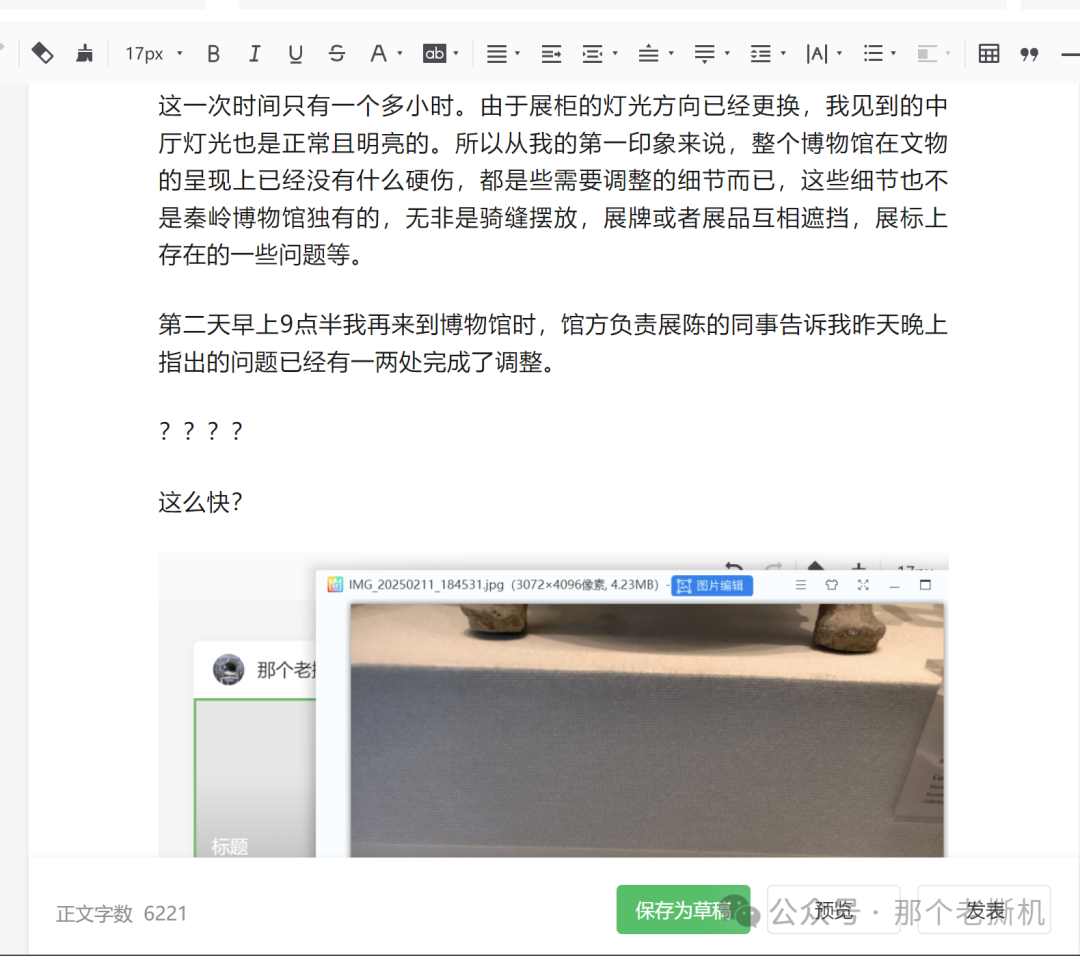 17px B I U S A ab |A|
这一次时间只有一个多小时。由于展柜的灯光方向已经更换，我见到的中
厅灯光也是正常且明亮的。所以从我的第一印象来说，整个博物馆在文物
的呈现上已经没有什么硬伤，都是些需要调整的细节而已，这些细节也不
是秦岭博物馆独有的，无非是骑缝摆放，展牌或者展品互相遮挡，展标上
存在的一些问题等。
第二天早上9点半我再来到博物馆时，馆方负责展陈的同事告诉我昨天晚上
指出的问题已经有一两处完成了调整。
？？？？
这么快？
IMG_20250211_184531.jpg（3072×4096像素, 4.23MB）- 图片编辑
那个老
标题
正文字数 6221
保存为草稿 预览 发表
公众号 · 那个老撕机